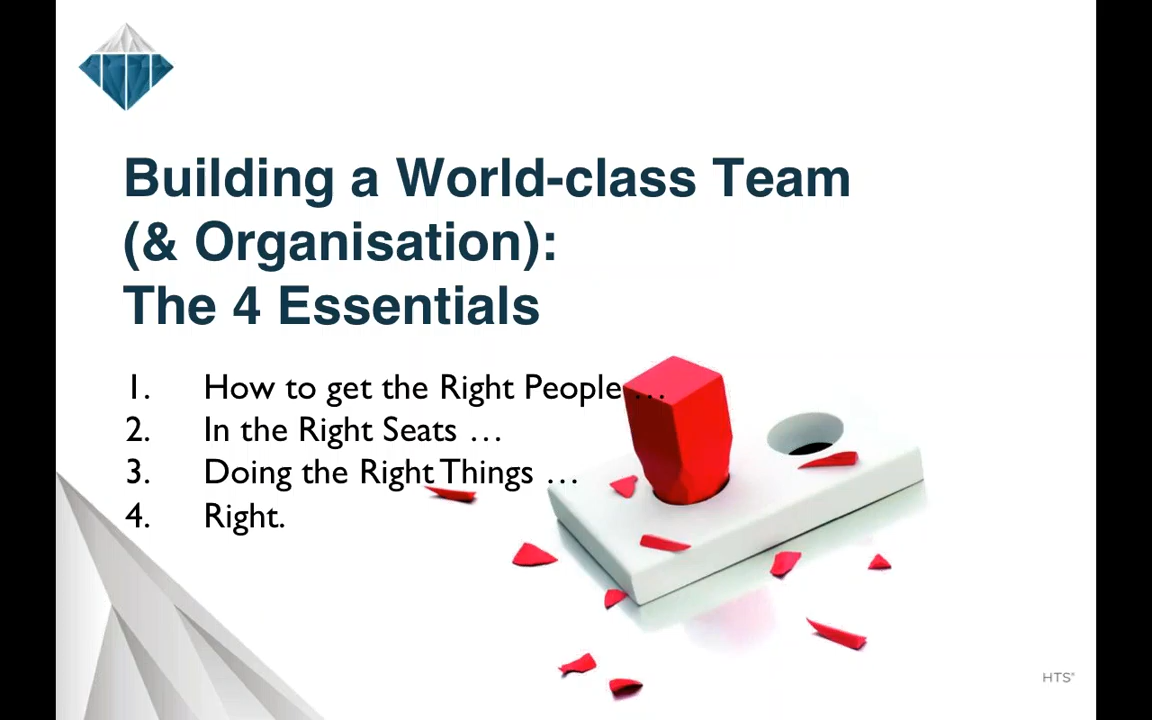 Building a World-class Team
(& Organisation):
The 4 Essentials
1. How to get the Right People …
2. In the Right Seats …
3. Doing the Right Things …
4. Right.
HTS®